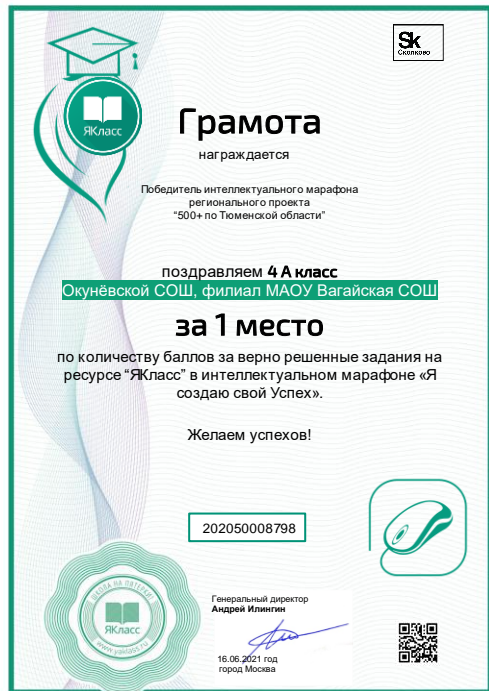 Sk
Сколково
ЯКласс
Грамота
награждается
Победитель интеллектуального марафона
регионального проекта
“500+ по Тюменской области”
поздравляем 4 А класс
Окунёвской СОШ, филиал МАОУ Вагайская СОШ
за 1 место
по количеству баллов за верно решенные задания на
ресурсе “ЯКласс” в интеллектуальном марафоне «Я
создаю свой Успех».
Желаем успехов!
202050008798
ШКОЛА НА ПЯТЕРКИ!
ЯКласс
www.yaklass.ru
Генеральный директор
Андрей Илингин
16.06.2021 год
город Москва